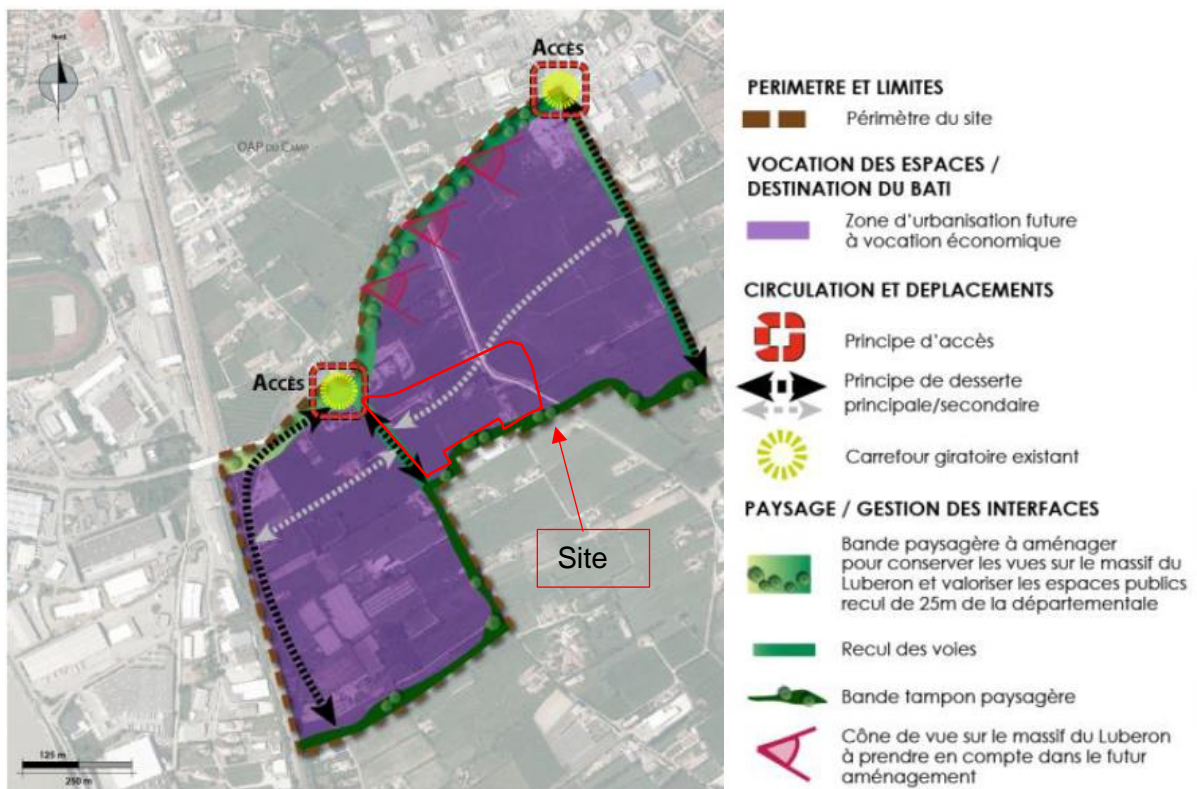 Nord
ACCÈS
OAP DU CAMP
ACCÈS
Site
125 m
250 m
PERIMETRE ET LIMITES
Périmètre du site
VOCATION DES ESPACES /
DESTINATION DU BATI
Zone d'urbanisation future
à vocation économique
CIRCULATION ET DEPLACEMENTS
Principe d'accès
Principe de desserte
principale/secondaire
Carrefour giratoire existant
PAYSAGE / GESTION DES INTERFACES
Bande paysagère à aménager
pour conserver les vues sur le massif du
Luberon et valoriser les espaces publics
recul de 25m de la départementale
Recul des voies
Bande tampon paysagère
Cône de vue sur le massif du Luberon
à prendre en compte dans le futur
aménagement